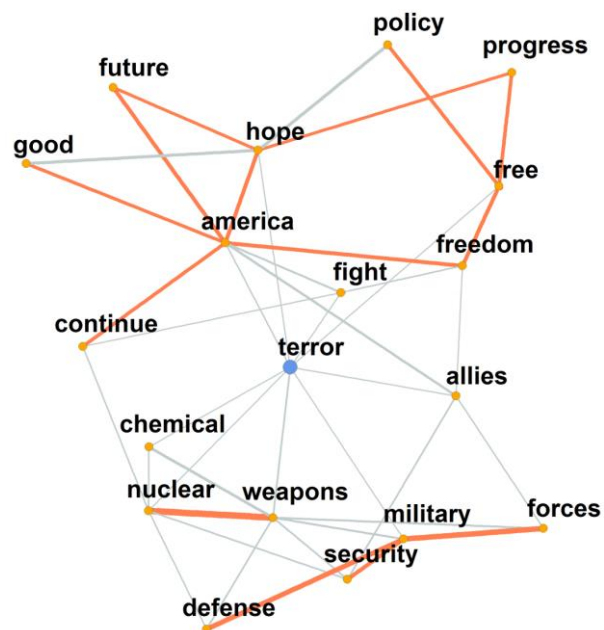 policy
progress
future
hope
good
free
america
freedom
fight
continue
terror
allies
chemical
nuclear
weapons
military
forces
security
defense